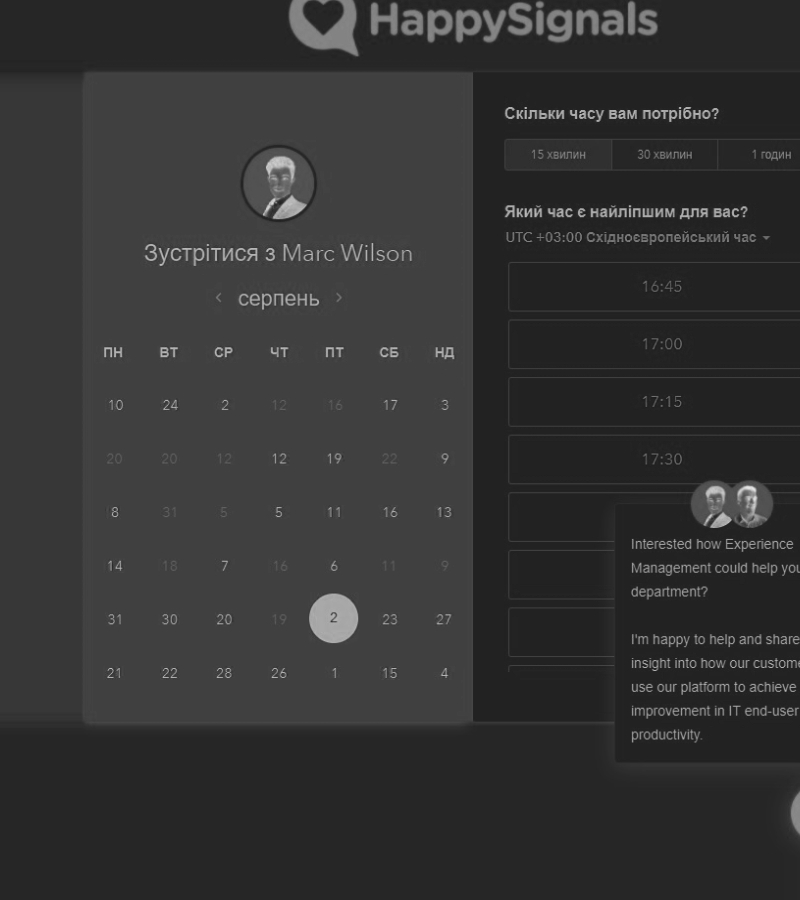 HappySignals
Зустрітися з Marc Wilson
серпень
ПН ВТ СР ЧТ ПТ СБ НД
10 24 2 12 16 17 3
20 20 12 12 19 22 9
8 31 5 5 11 16 13
14 18 7 16 6 11 9
31 30 20 19 2 23 27
21 22 28 26 1 15 4
Скільки часу вам потрібно?
15 хвилин 30 хвилин 1 годин
Який час є найліпшим для вас?
UTC +03:00 Східноєвропейський час
16:45
17:00
17:15
17:30
Interested how Experience
Management could help you
department?
I'm happy to help and share
insight into how our custome
use our platform to achieve
improvement in IT end-user
productivity.